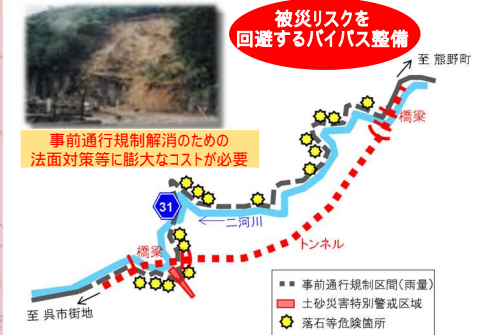 被災リスクを
回避するバイパス整備
至 熊野町
橋梁
事前通行規制解消のための
法面対策等に膨大なコストが必要
31
二河川
トンネル
橋梁
至 呉市街地
事前通行規制区間(雨量)
土砂災害特別警戒区域
落石等危険箇所